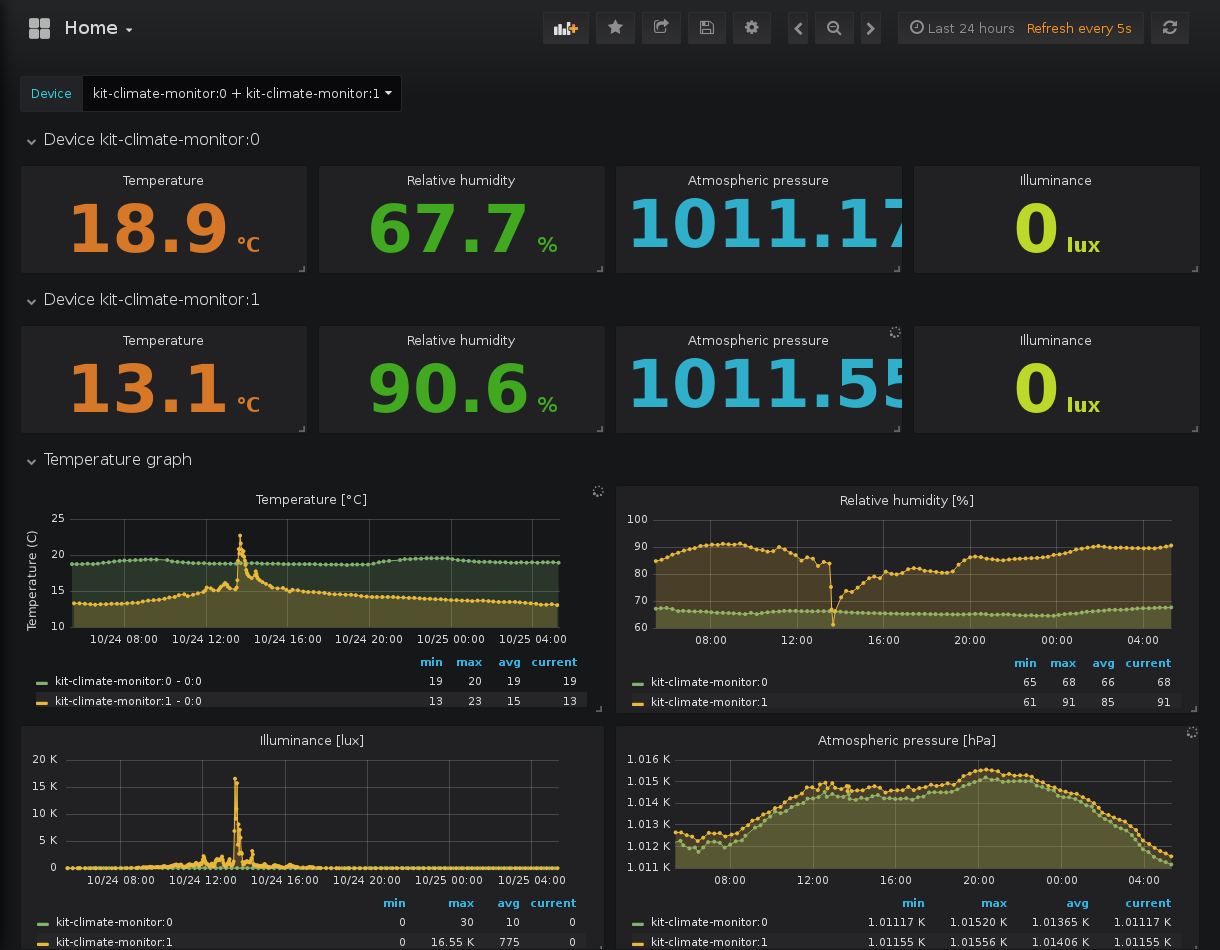 Home
Last 24 hours Refresh every 5s
Device kit-climate-monitor:0 + kit-climate-monitor:1
Device kit-climate-monitor:0
Temperature Relative humidity Atmospheric pressure Illuminance
18.9 °C 67.7 % 1011.17 0 lux
Device kit-climate-monitor:1
Temperature Relative humidity Atmospheric pressure Illuminance
13.1 °C 90.6 % 1011.55 0 lux
Temperature graph
Temperature [°C]
Temperature (C)
25
20
15
10
10/24 08:00 10/24 12:00 10/24 16:00 10/24 20:00 10/25 00:00 10/25 04:00
min max avg current
kit-climate-monitor:0 - 0:0 19 20 19 19
kit-climate-monitor:1 - 0:0 13 23 15 13
Relative humidity [%]
100
90
80
70
60
08:00 12:00 16:00 20:00 00:00 04:00
min max avg current
kit-climate-monitor:0 65 68 66 68
kit-climate-monitor:1 61 91 85 91
Illuminance [lux]
20 K
15 K
10 K
5 K
0
10/24 08:00 10/24 12:00 10/24 16:00 10/24 20:00 10/25 00:00 10/25 04:00
min max avg current
kit-climate-monitor:0 0 30 10 0
kit-climate-monitor:1 0 16.55 K 775 0
Atmospheric pressure [hPa]
1.016 K
1.015 K
1.014 K
1.013 K
1.012 K
1.011 K
08:00 12:00 16:00 20:00 00:00 04:00
min max avg current
kit-climate-monitor:0 1.01117 K 1.01520 K 1.01365 K 1.01117 K
kit-climate-monitor:1 1.01155 K 1.01556 K 1.01406 K 1.01155 K